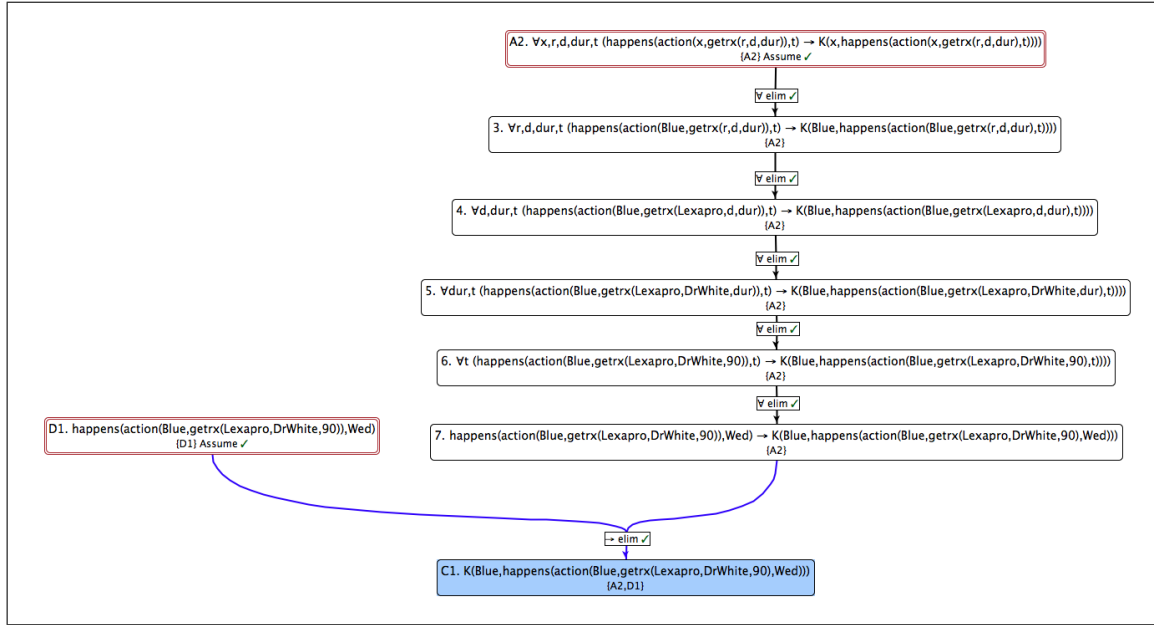 A2. ∀x,r,d,dur,t (happens(action(x,getrx(r,d,dur)),t) → K(x,happens(action(x,getrx(r,d,dur),t))))
{A2} Assume ✓
∀ elim ✓
3. ∀r,d,dur,t (happens(action(Blue,getrx(r,d,dur)),t) → K(Blue,happens(action(Blue,getrx(r,d,dur),t))))
{A2}
∀ elim ✓
4. ∀d,dur,t (happens(action(Blue,getrx(Lexapro,d,dur)),t) → K(Blue,happens(action(Blue,getrx(Lexapro,d,dur),t))))
{A2}
∀ elim ✓
5. ∀dur,t (happens(action(Blue,getrx(Lexapro,DrWhite,dur)),t) → K(Blue,happens(action(Blue,getrx(Lexapro,DrWhite,dur),t))))
{A2}
∀ elim ✓
6. ∀t (happens(action(Blue,getrx(Lexapro,DrWhite,90)),t) → K(Blue,happens(action(Blue,getrx(Lexapro,DrWhite,90),t))))
{A2}
∀ elim ✓
D1. happens(action(Blue,getrx(Lexapro,DrWhite,90)),Wed)
{D1} Assume ✓
7. happens(action(Blue,getrx(Lexapro,DrWhite,90)),Wed) → K(Blue,happens(action(Blue,getrx(Lexapro,DrWhite,90),Wed)))
{A2}
→ elim ✓
C1. K(Blue,happens(action(Blue,getrx(Lexapro,DrWhite,90),Wed)))
{A2,D1}